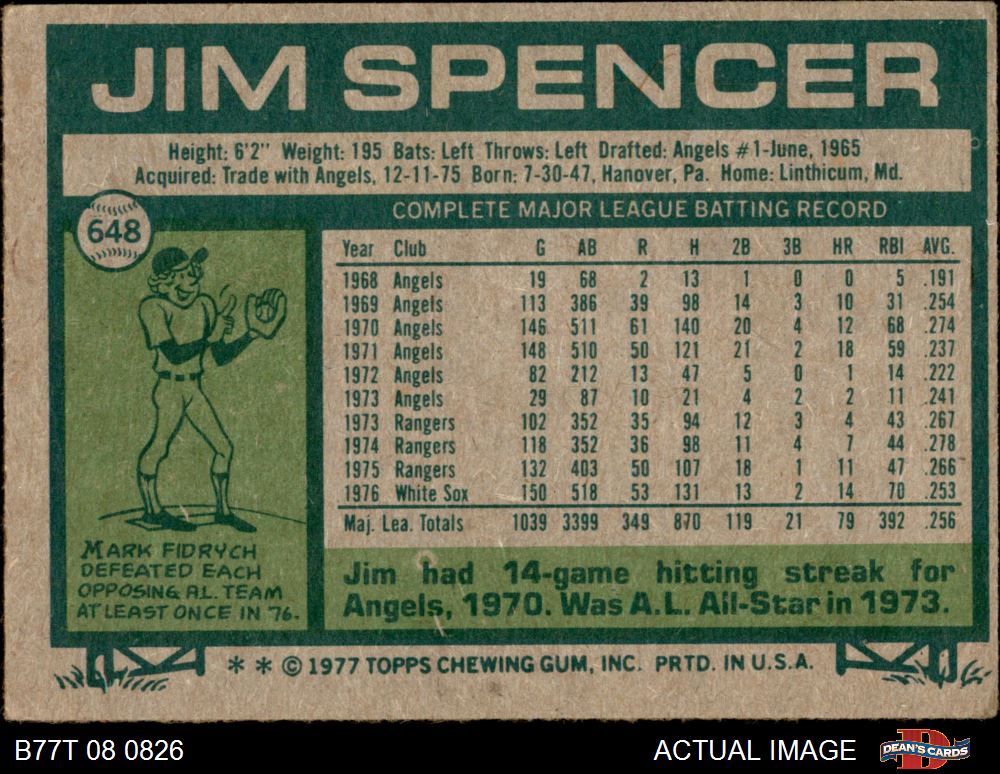 JIM SPENCER
Height: 6'2" Weight: 195 Bats: Left Throws: Left Drafted: Angels #1-June, 1965
Acquired: Trade with Angels, 12-11-75 Born: 7-30-47, Hanover, Pa. Home: Linthicum, Md.
648
COMPLETE MAJOR LEAGUE BATTING RECORD
Year Club G AB R H 2B 3B HR RBI AVG.
1968 Angels 19 68 2 13 1 0 0 5 .191
1969 Angels 113 386 39 98 14 3 10 31 .254
1970 Angels 146 511 61 140 20 4 12 68 .274
1971 Angels 148 510 50 121 21 2 18 59 .237
1972 Angels 82 212 13 47 5 0 1 14 .222
1973 Angels 29 87 10 21 4 2 2 11 .241
1973 Rangers 102 352 35 94 12 3 4 43 .267
1974 Rangers 118 352 36 98 11 4 7 44 .278
1975 Rangers 132 403 50 107 18 1 11 47 .266
1976 White Sox 150 518 53 131 13 2 14 70 .253
Maj. Lea. Totals 1039 3399 349 870 119 21 79 392 .256
MARK FIDRYCH
DEFEATED EACH
OPPOSING A.L. TEAM
AT LEAST ONCE IN '76.
Jim had 14-game hitting streak for
Angels, 1970. Was A.L. All-Star in 1973.
* * © 1977 TOPPS CHEWING GUM, INC. PRTD. IN U.S.A.
B77T 08 0826
ACTUAL IMAGE
DEAN'S CARDS